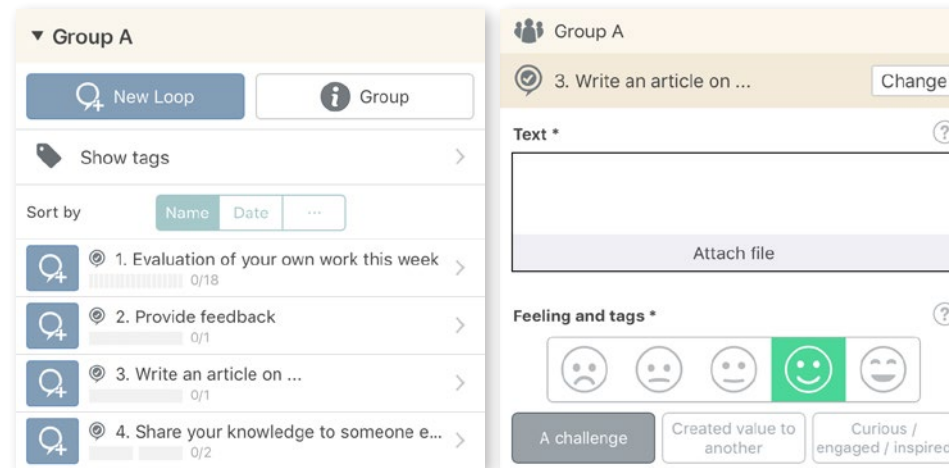 ▼ Group A
New Loop
Group
Show tags
Sort by
Name
Date
...
1. Evaluation of your own work this week
0/18
2. Provide feedback
0/1
3. Write an article on ...
0/1
4. Share your knowledge to someone e...
0/2
Group A
3. Write an article on ...
Change
Text *
?
Attach file
Feeling and tags *
?
A challenge
Created value to
another
Curious /
engaged / inspired